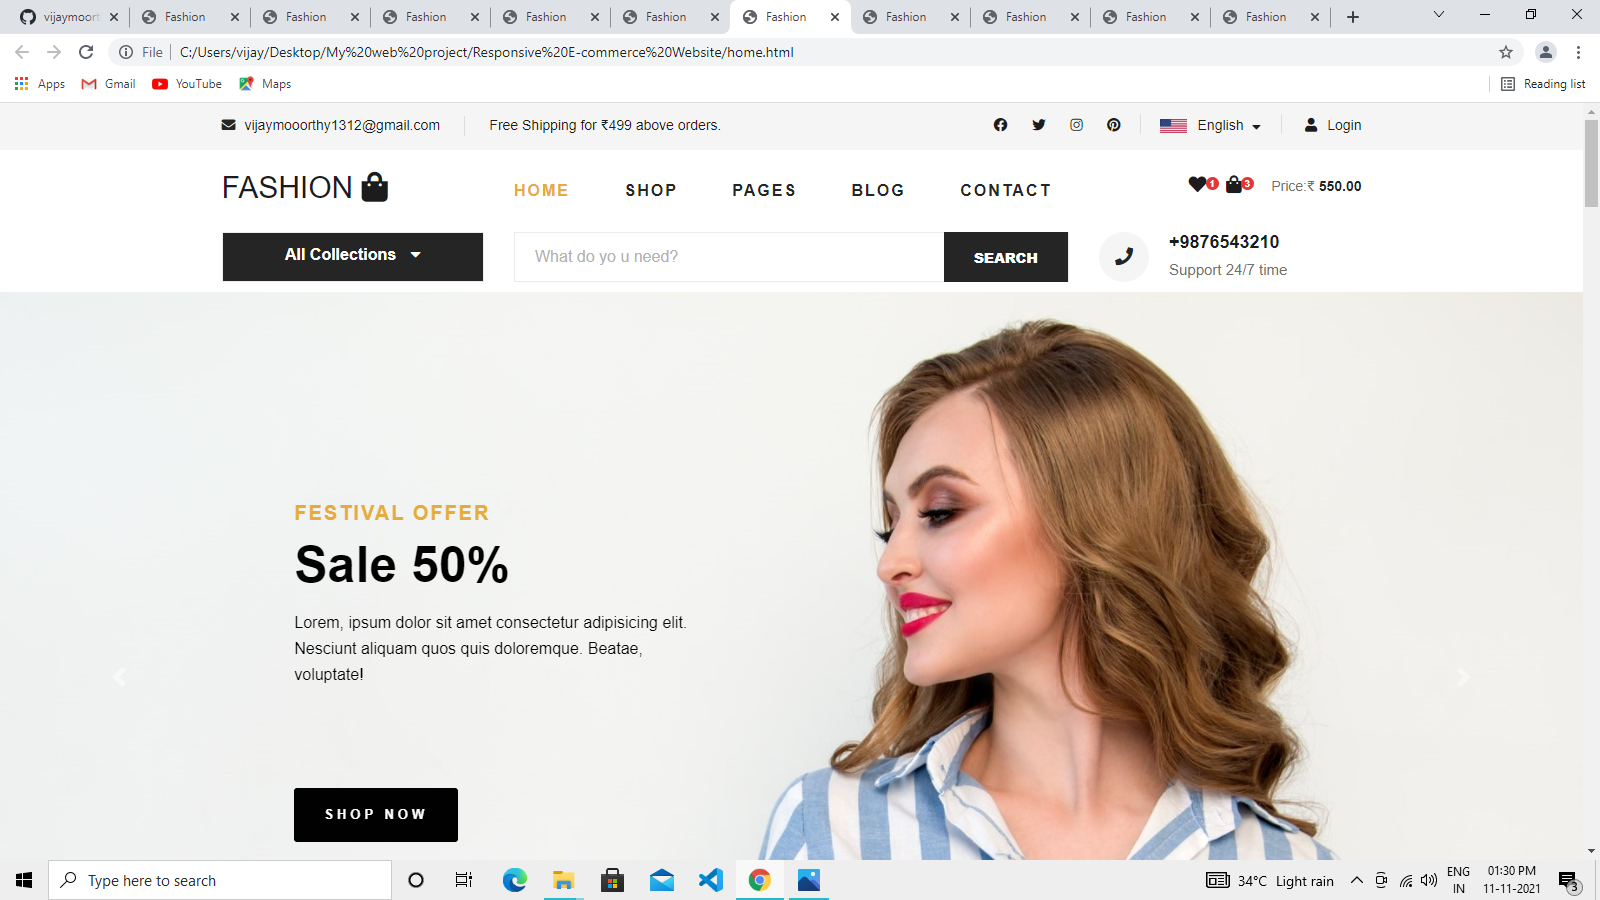 vijaymoort Fashion Fashion Fashion Fashion Fashion Fashion Fashion Fashion Fashion Fashion
File C:/Users/vijay/Desktop/My%20web%20project/Responsive%20E-commerce%20Website/home.html
Apps Gmail YouTube Maps Reading list
vijaymooorthy1312@gmail.com Free Shipping for ₹499 above orders. English Login
FASHION HOME SHOP PAGES BLOG CONTACT 1 3 Price:₹ 550.00
All Collections What do yo u need? SEARCH +9876543210
Support 24/7 time
FESTIVAL OFFER
Sale 50%
Lorem, ipsum dolor sit amet consectetur adipisicing elit.
Nesciunt aliquam quos quis doloremque. Beatae,
voluptate!
SHOP NOW
Type here to search 34°C Light rain ENG 01:30 PM
IN 11-11-2021 3